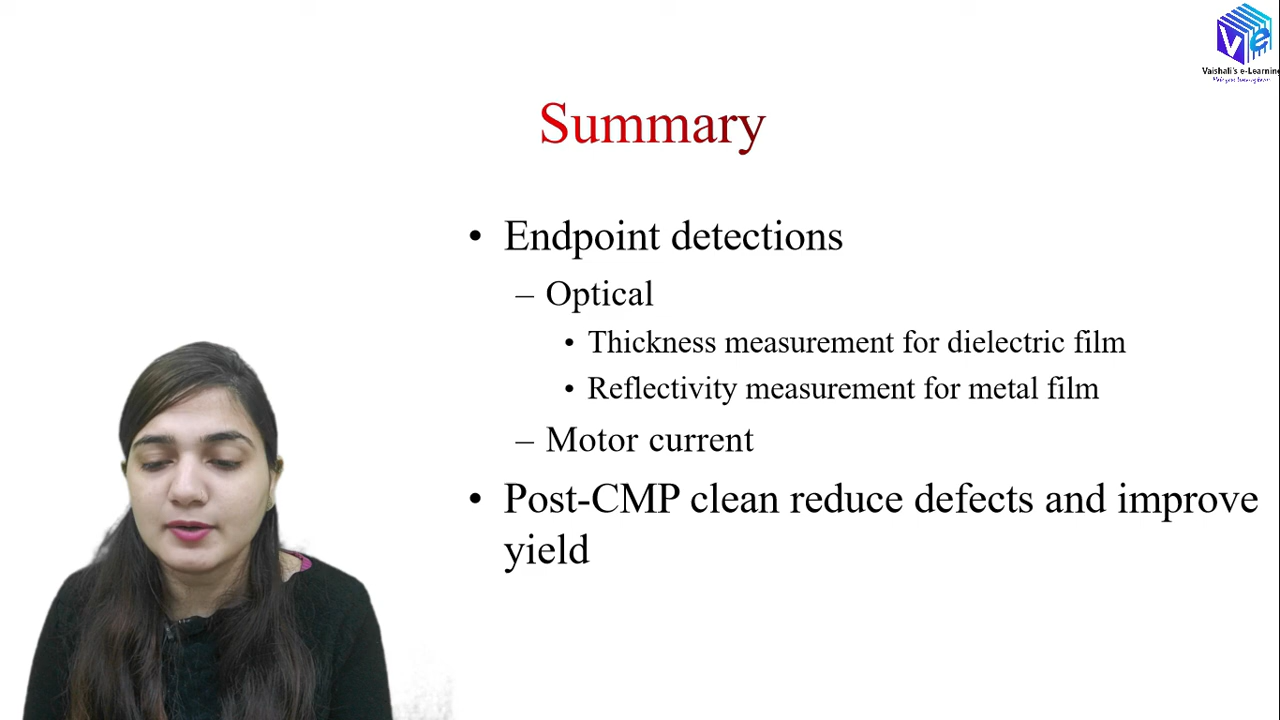 Ve
Vaishali's e-Learning
Summary
• Endpoint detections
– Optical
• Thickness measurement for dielectric film
• Reflectivity measurement for metal film
– Motor current
• Post-CMP clean reduce defects and improve
yield